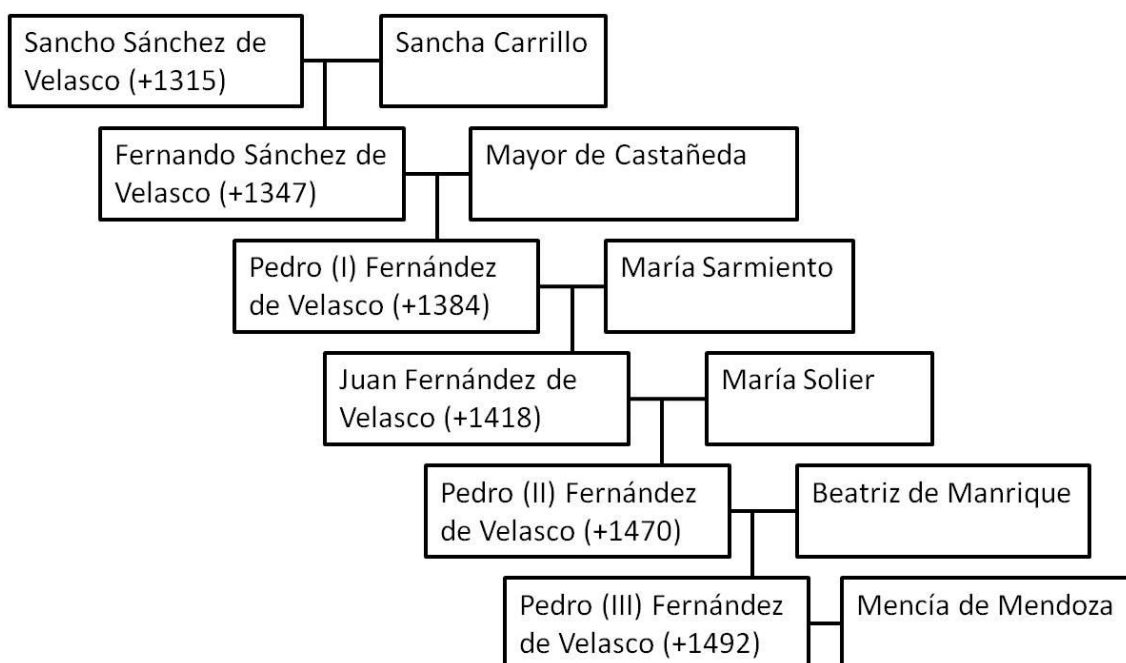 Sancho Sánchez de
Velasco (+1315)
Sancha Carrillo
Fernando Sánchez de
Velasco (+1347)
Mayor de Castañeda
Pedro (I) Fernández
de Velasco (+1384)
María Sarmiento
Juan Fernández de
Velasco (+1418)
María Solier
Pedro (II) Fernández
de Velasco (+1470)
Beatriz de Manrique
Pedro (III) Fernández
de Velasco (+1492)
Mencía de Mendoza